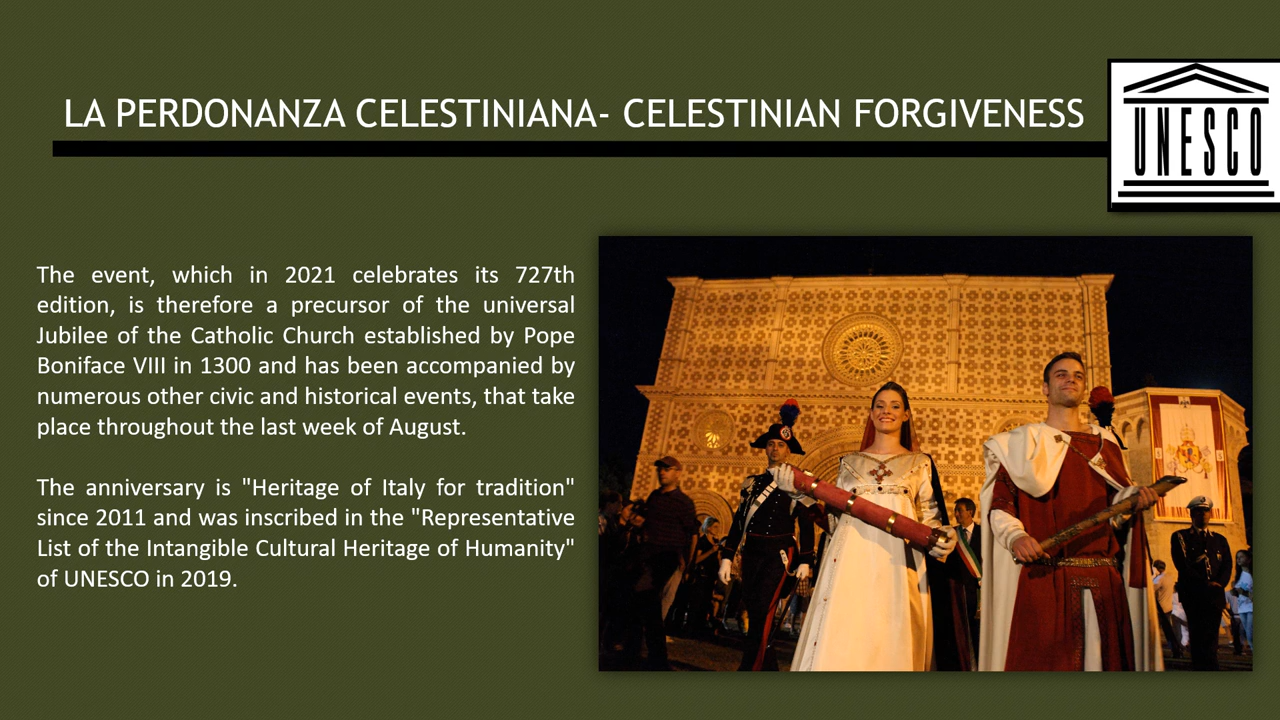 LA PERDONANZA CELESTINIANA- CELESTINIAN FORGIVENESS
UNESCO
The event, which in 2021 celebrates its 727th
edition, is therefore a precursor of the universal
Jubilee of the Catholic Church established by Pope
Boniface VIII in 1300 and has been accompanied by
numerous other civic and historical events, that take
place throughout the last week of August.
The anniversary is "Heritage of Italy for tradition"
since 2011 and was inscribed in the "Representative
List of the Intangible Cultural Heritage of Humanity"
of UNESCO in 2019.